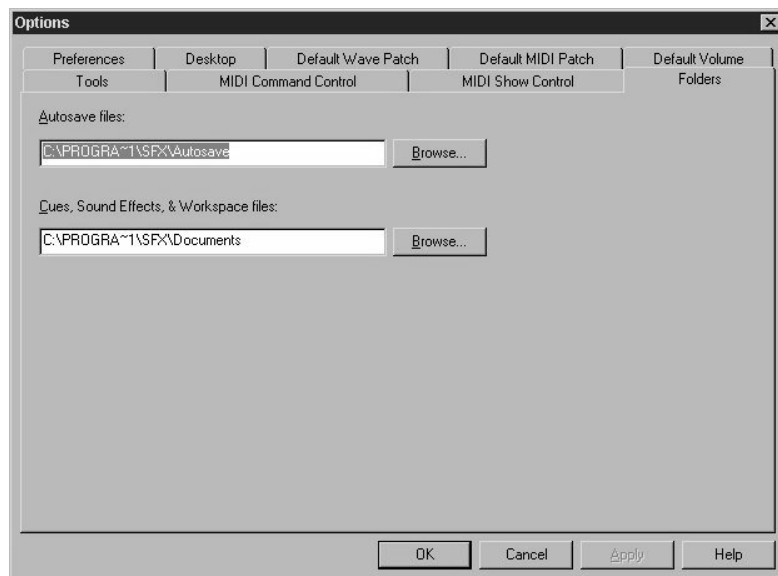 Options
Preferences Desktop Default Wave Patch Default MIDI Patch Default Volume
Tools MIDI Command Control MIDI Show Control Folders
Autosave files:
C:\PROGRA~1\SFX\Autosave Browse...
Cues, Sound Effects, & Workspace files:
C:\PROGRA~1\SFX\Documents Browse...
OK Cancel Apply Help